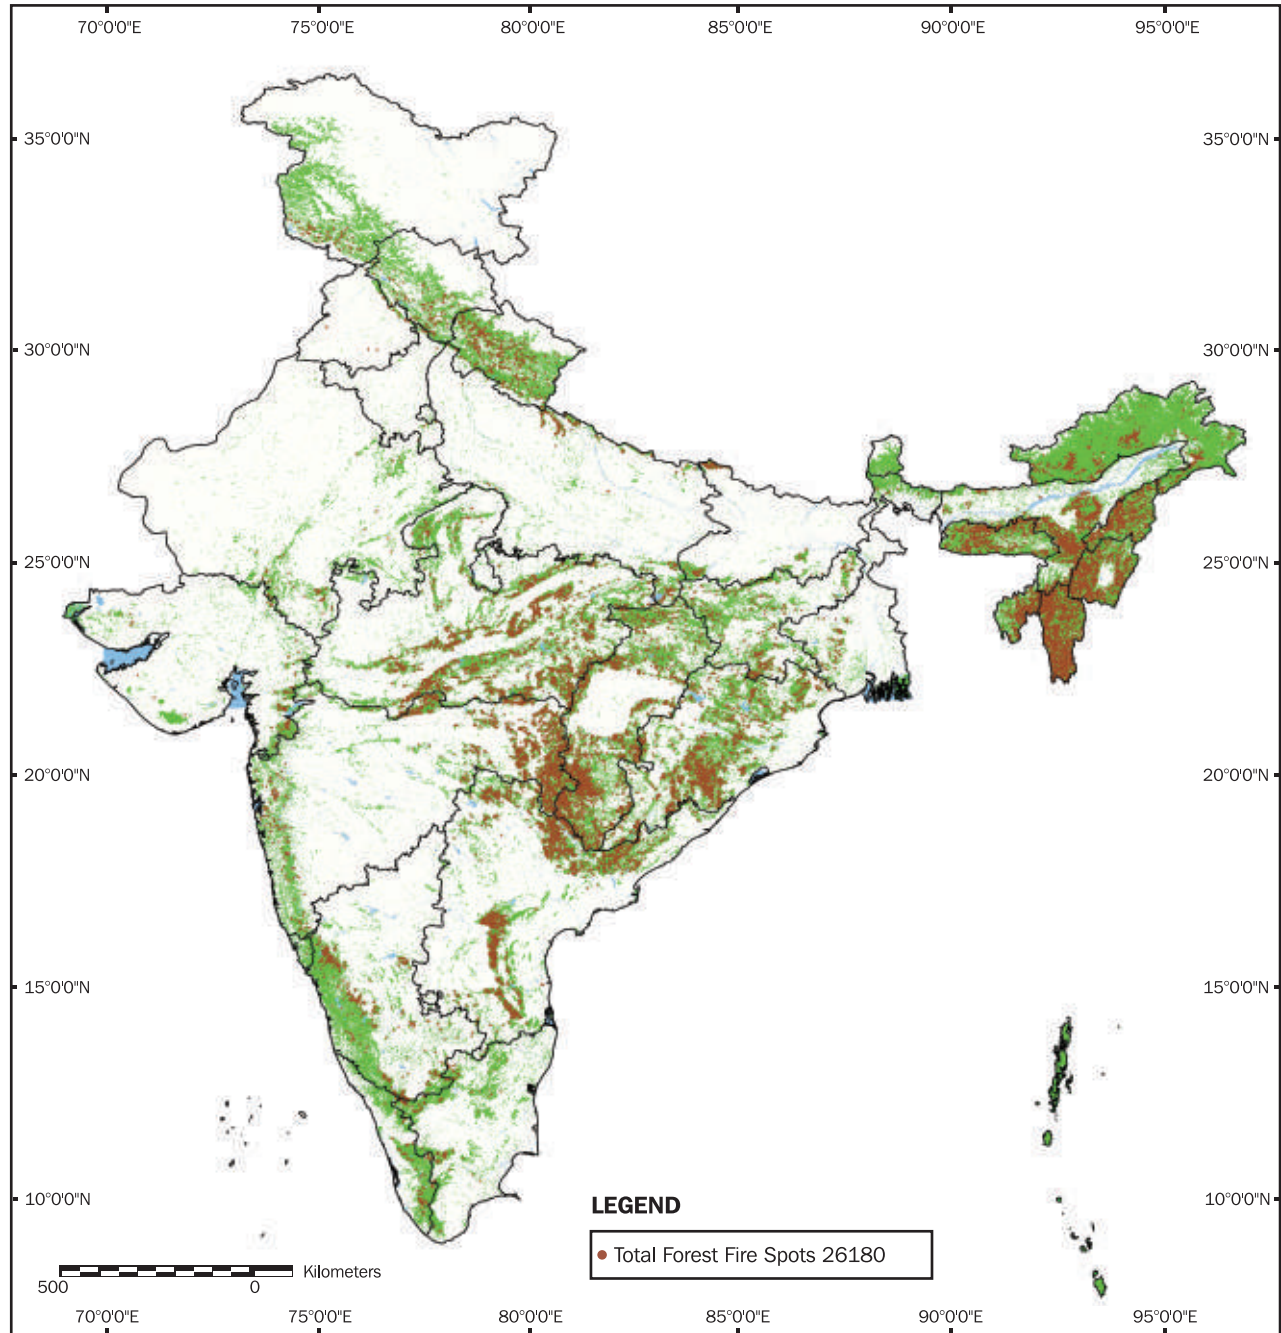 70°0'0"E 75°0'0"E 80°0'0"E 85°0'0"E 90°0'0"E 95°0'0"E
35°0'0"N 35°0'0"N
30°0'0"N 30°0'0"N
25°0'0"N 25°0'0"N
20°0'0"N 20°0'0"N
15°0'0"N 15°0'0"N
10°0'0"N 10°0'0"N
LEGEND
Total Forest Fire Spots 26180
Kilometers
500 0
70°0'0"E 75°0'0"E 80°0'0"E 85°0'0"E 90°0'0"E 95°0'0"E